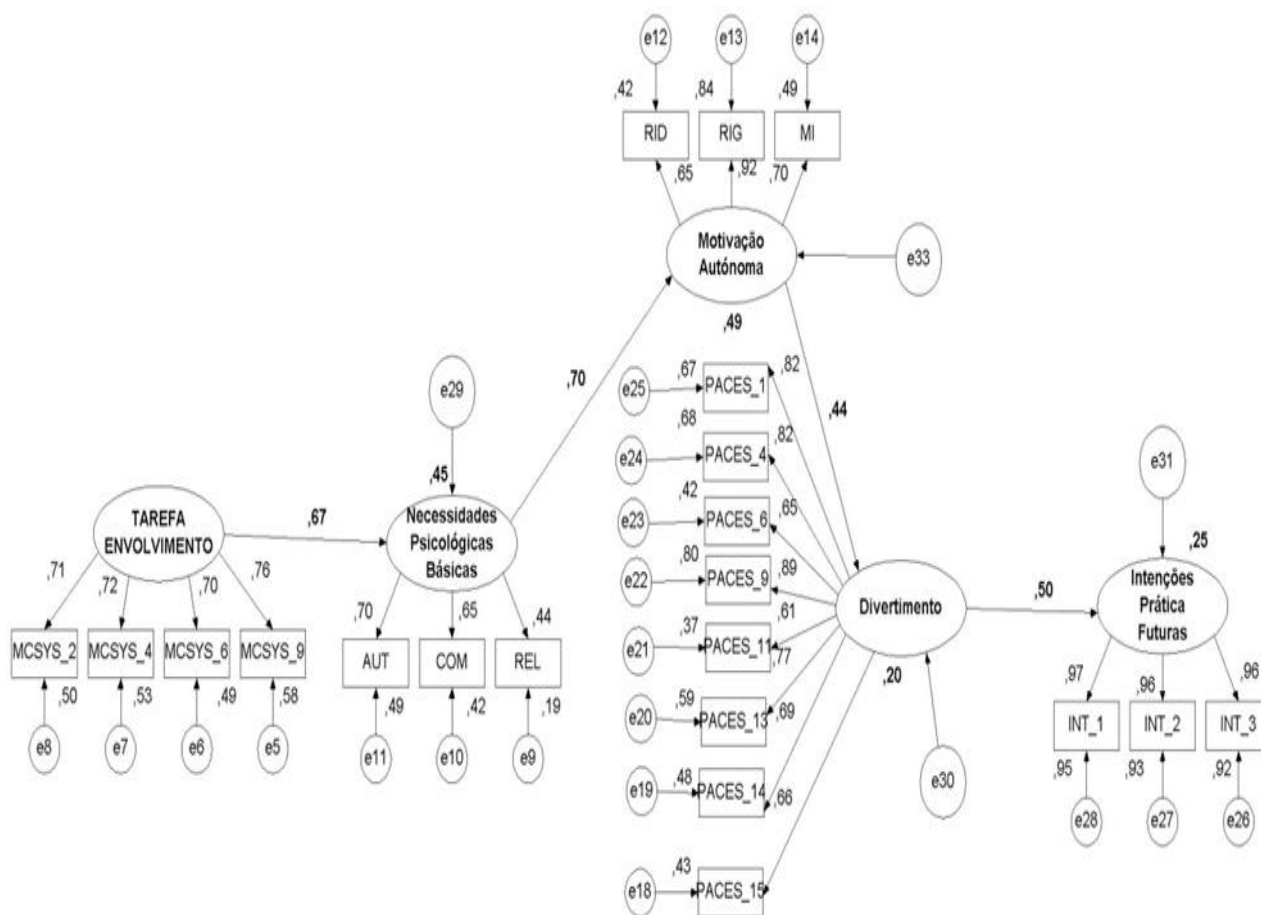 e12 e13 e14
,42 ,84 ,49
RID RIG MI
,65 ,92 ,70
Motivação
Autónoma
e33
,49
,70
,44
e29
,45
TAREFA
ENVOLVIMENTO
,67
Necessidades
Psicológicas
Básicas
,71 ,72 ,70 ,76
MCSYS_2 MCSYS_4 MCSYS_6 MCSYS_9
,50 ,53 ,49 ,58
e8 e7 e6 e5
,70 ,65 ,44
AUT COM REL
,49 ,42 ,19
e11 e10 e9
e25 ,67 PACES_1 ,82
e24 ,68 PACES_4 ,82
e23 ,42 PACES_6 ,65
e22 ,80 PACES_9 ,89
e21 ,37 PACES_11 ,61
e20 ,59 PACES_13 ,77
e19 ,48 PACES_14 ,69
e18 ,43 PACES_15 ,66
Divertimento
,20
e30
,50
e31
,25
Intenções
Prática
Futuras
,97 ,96 ,96
INT_1 INT_2 INT_3
,95 ,93 ,92
e28 e27 e26